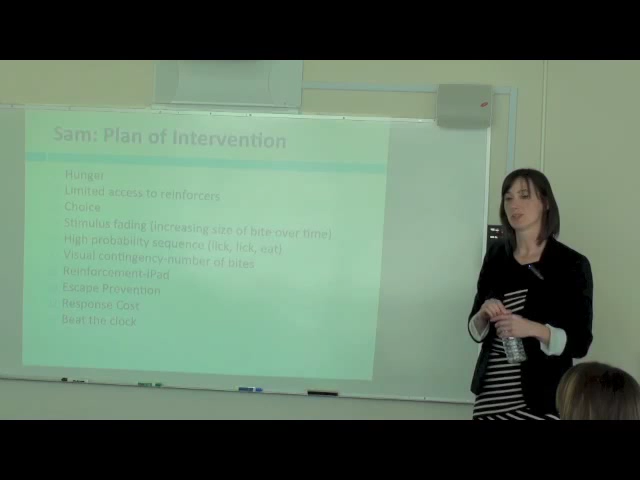 Sam: Plan of Intervention
Hunger
Limited access to reinforcers
Choice
Stimulus fading (increasing size of bite over time)
High probability sequence (lick, lick, eat)
Visual contingency-number of bites
Reinforcement-iPad
Escape Prevention
Response Cost
Beat the clock